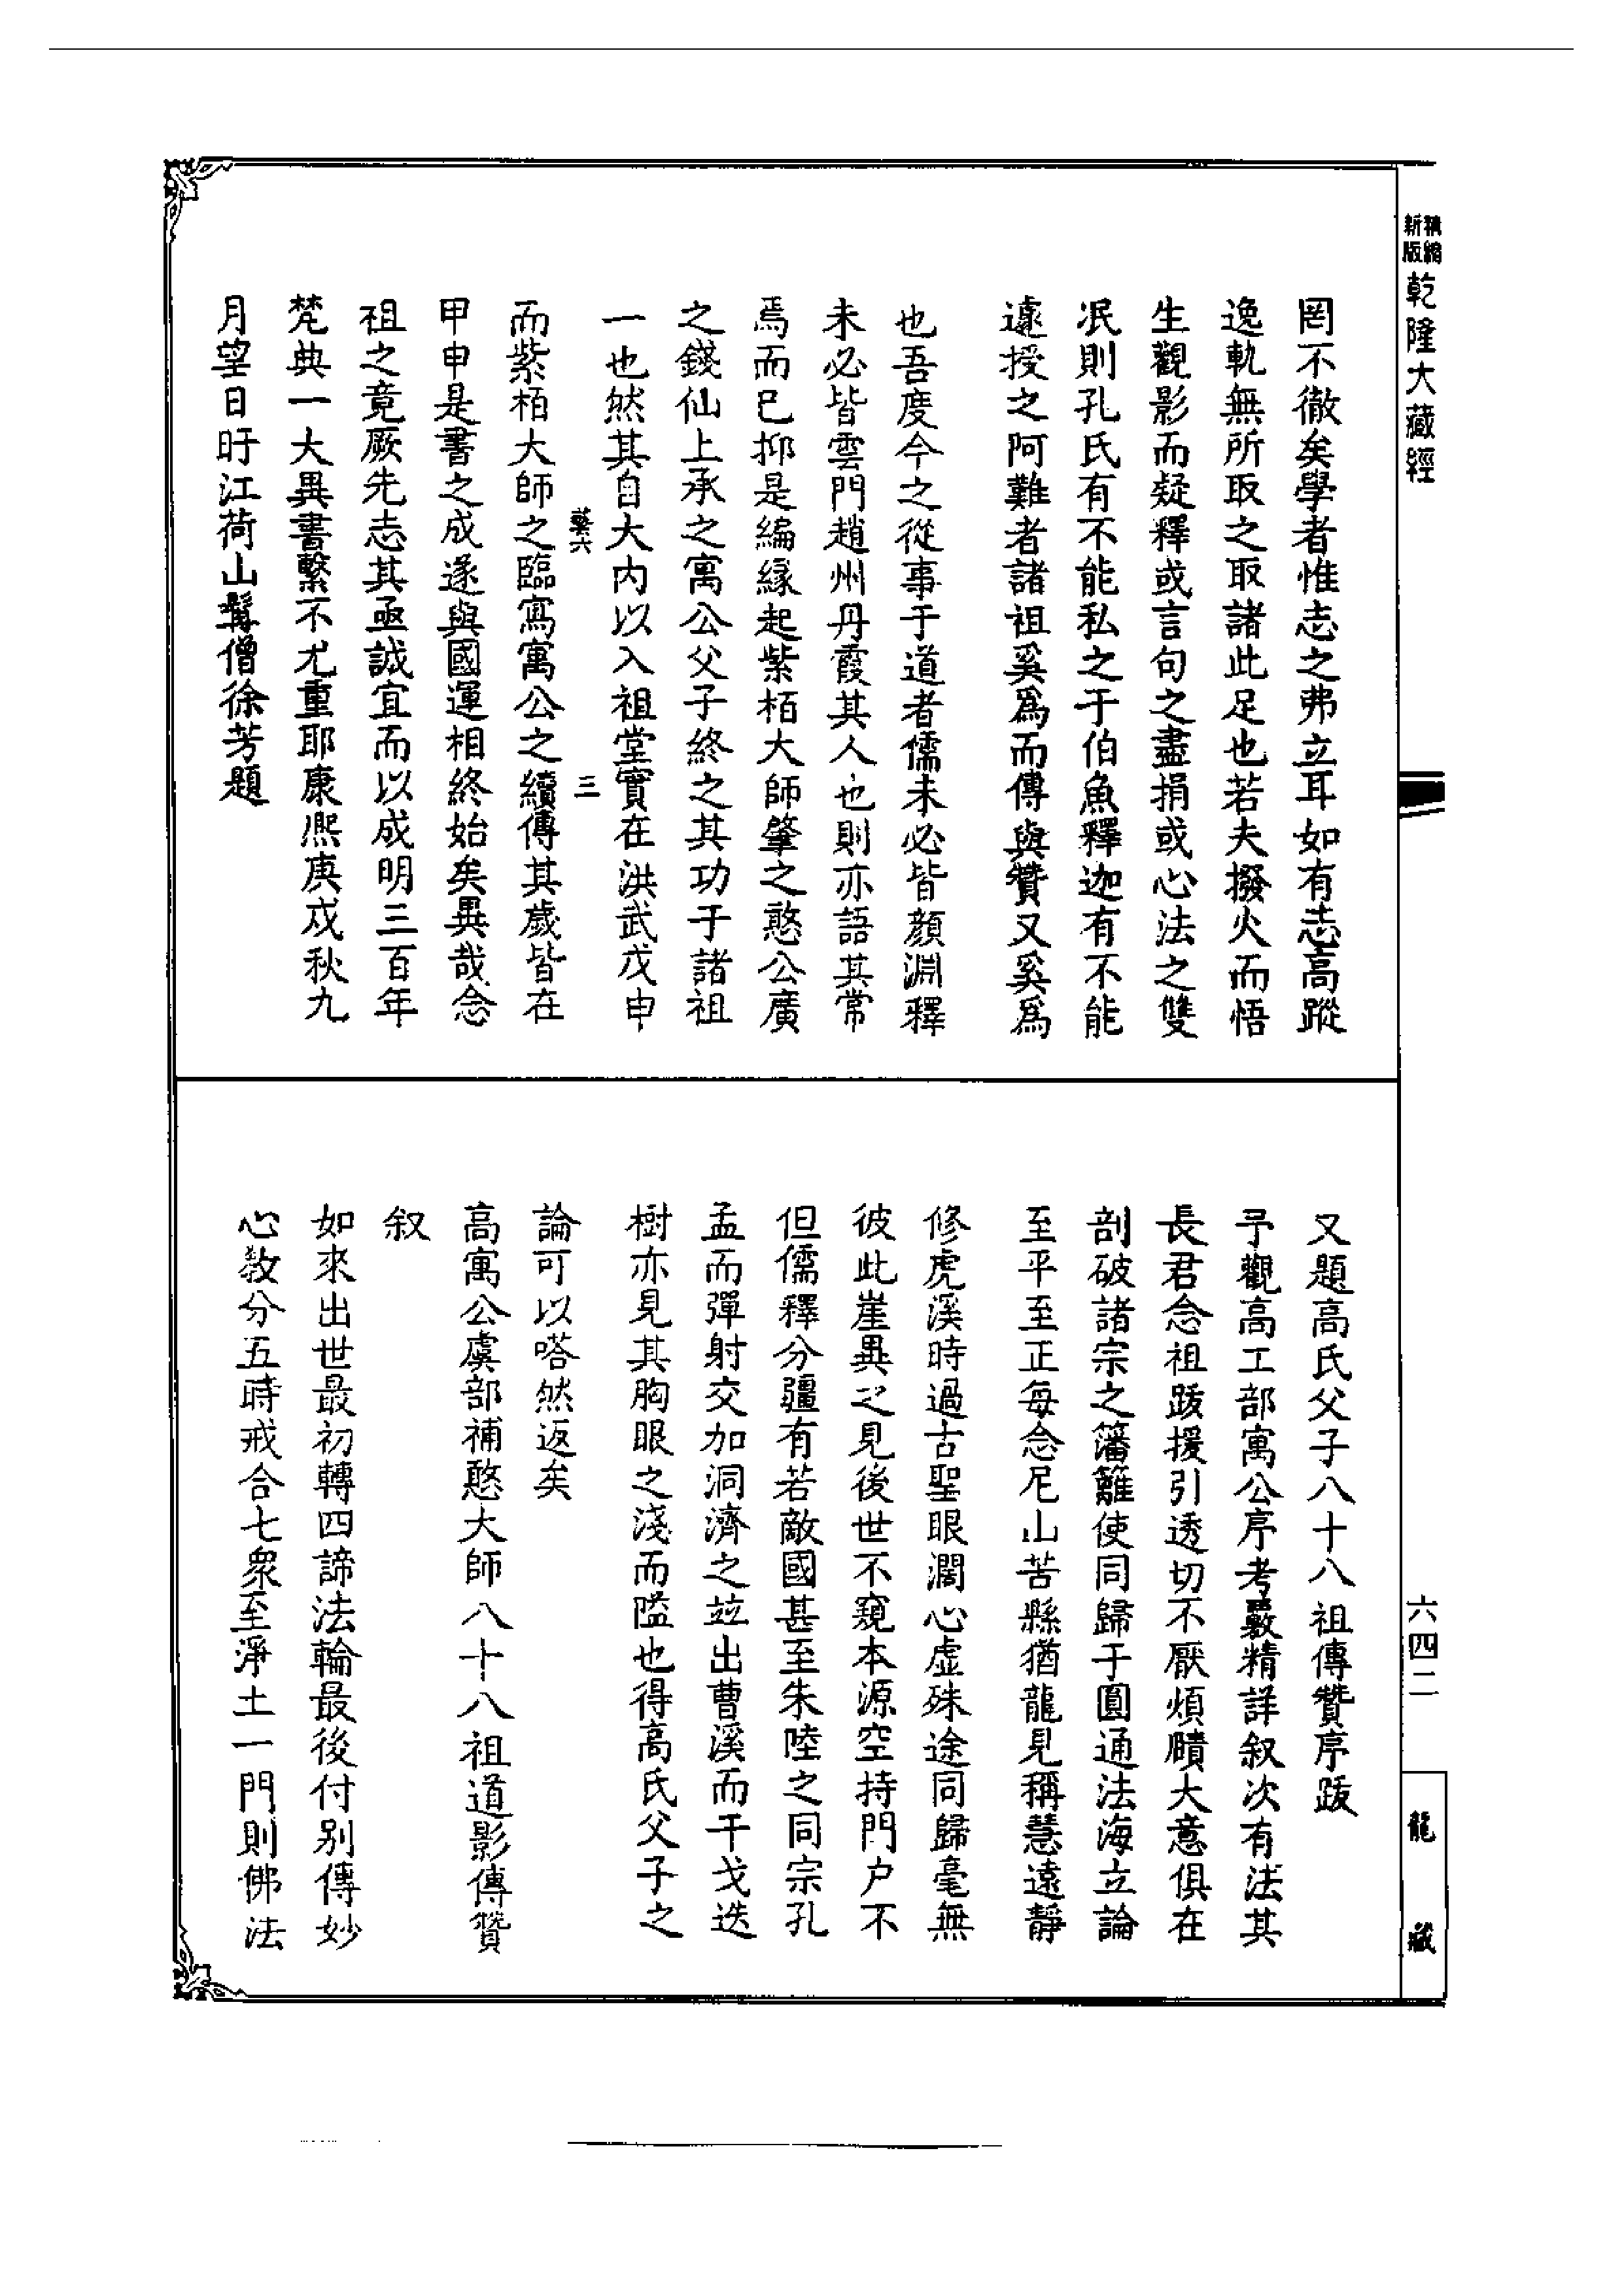 精縮
新版
乾隆大藏經
罔不徹矣學者惟志之弗立耳如有志高蹤
逸軌無所取之取諸此足也若夫撥火而悟
生觀影而疑釋或言句之盡捐或心法之雙
泯則孔氏有不能私之于伯魚釋迦有不能
遽授之阿難者諸祖奚爲而傳與贊又奚爲
也吾度今之從事于道者儒未必皆顏淵釋
未必皆雲門趙州丹霞其人也則亦語其常
焉而已抑是編緣起紫栢大師肇之憨公廣
之錢仙上承之寓公父子終之其功于諸祖
一也然其自大內以入祖堂實在洪武戊申
蘩六 三
而紫栢大師之臨寫寓公之續傳其歲皆在
甲申是書之成遂與國運相終始矣異哉念
祖之竟厥先志其亟誠宜而以成明三百年
梵典一大異書繫不尤重耶康熙庚戌秋九
月望日盱江荷山髯僧徐芳題
又題高氏父子八十八祖傳贊序跋
予觀高工部寓公序考覈精詳叙次有法其
長君念祖跋援引透切不厭煩賾大意俱在
剖破諸宗之籓籬使同歸于圓通法海立論
至平至正每念尼山苦縣猶龍見稱慧遠靜
修虎溪時過古聖眼濶心虛殊途同歸毫無
彼此崖異之見後世不窺本源空持門户不
但儒釋分疆有若敵國甚至朱陸之同宗孔
孟而彈射交加洞濟之竝出曹溪而干戈迭
樹亦見其胸眼之淺而隘也得高氏父子之
論可以嗒然返矣
高寓公虞部補憨大師八十八祖道影傳贊
叙
如來出世最初轉四諦法輪最後付別傳妙
心教分五時戒合七衆至淨土一門則佛法
六四二
龍藏